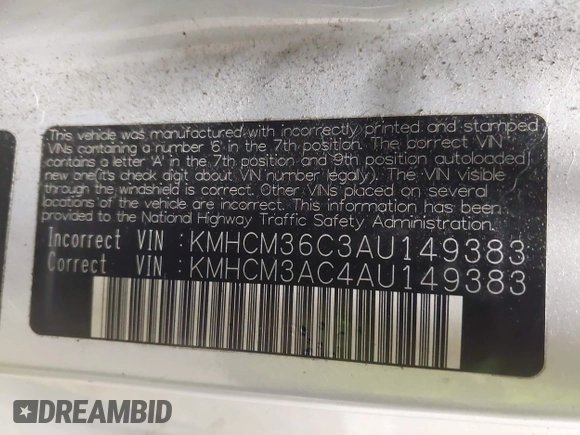 This vehicle was manufactured with incorrectly printed and stamped
VINs containing a number '6' in the 7th position. The correct VIN
contains a letter 'A' in the 7th position and 9th position autoloaded
new one(its check digit about VIN number legally). The VIN visible
through the windshield is correct. Other VINs placed on several
locations of the vehicle are incorrect. This information has been
provided to the National Highway Traffic Safety Administration.
Incorrect VIN : KMHCM36C3AU149383
Correct VIN : KMHCM3AC4AU149383
DREAMBID